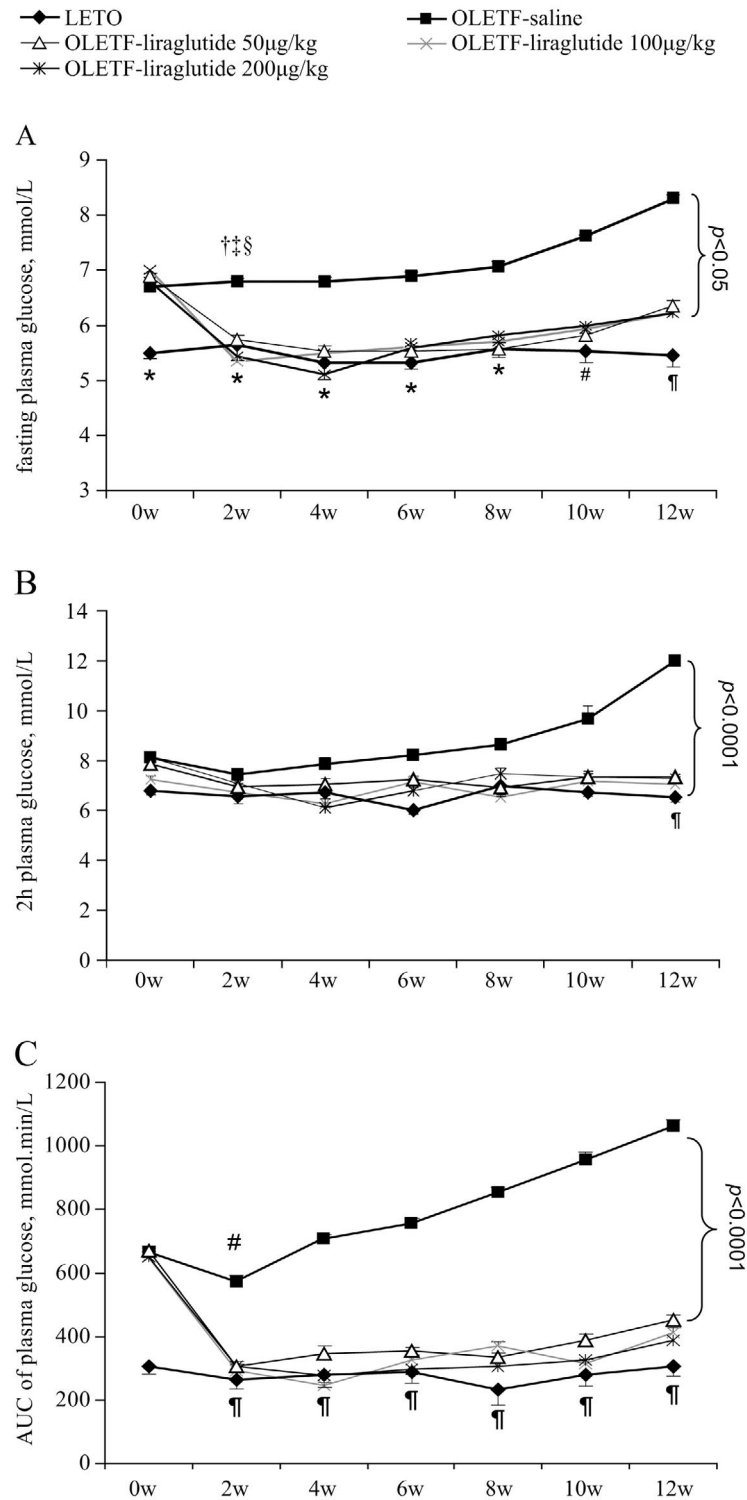 LETO
OLETF-saline
OLETF-liraglutide 50μg/kg
OLETF-liraglutide 100μg/kg
OLETF-liraglutide 200μg/kg
A
fasting plasma glucose, mmol/L
9
8
7
6
5
4
3
†‡§
p<0.05
* * * * * # ¶
0w 2w 4w 6w 8w 10w 12w
B
2h plasma glucose, mmol/L
14
12
10
8
6
4
2
0
p<0.0001
¶
0w 2w 4w 6w 8w 10w 12w
C
AUC of plasma glucose, mmol.min/L
1200
1000
800
600
400
200
0
#
p<0.0001
¶ ¶ ¶ ¶ ¶ ¶
0w 2w 4w 6w 8w 10w 12w